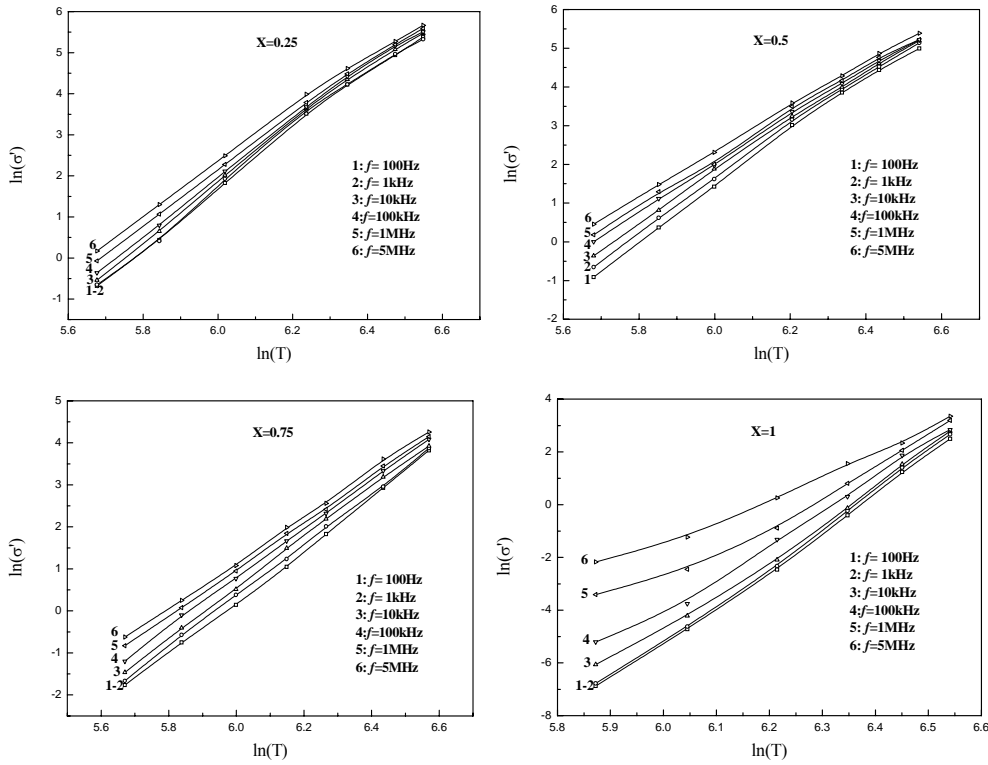 X=0.25
ln(σ')
6
5
4
3
1-2
1: f= 100Hz
2: f= 1kHz
3: f=10kHz
4:f=100kHz
5: f=1MHz
6: f=5MHz
6
5
4
3
2
1
0
-1
5.6 5.8 6.0 6.2 6.4 6.6
ln(T)
X=0.5
ln(σ')
6
5
4
3
2
1
1: f= 100Hz
2: f= 1kHz
3: f=10kHz
4:f=100kHz
5: f=1MHz
6: f=5MHz
6
5
4
3
2
1
0
-1
-2
5.6 5.8 6.0 6.2 6.4 6.6
ln(T)
X=0.75
ln(σ')
6
5
4
3
1-2
1: f= 100Hz
2: f= 1kHz
3: f=10kHz
4:f=100kHz
5: f=1MHz
6: f=5MHz
5
4
3
2
1
0
-1
-2
5.6 5.8 6.0 6.2 6.4 6.6
ln(T)
X=1
ln(σ')
6
5
4
3
1-2
1: f= 100Hz
2: f= 1kHz
3: f=10kHz
4:f=100kHz
5: f=1MHz
6: f=5MHz
4
2
0
-2
-4
-6
-8
5.8 5.9 6.0 6.1 6.2 6.3 6.4 6.5 6.6
ln(T)